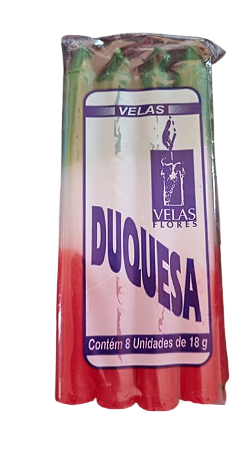 VELAS
VELAS
FLORES
DUQUESA
Contém 8 Unidades de 18 g